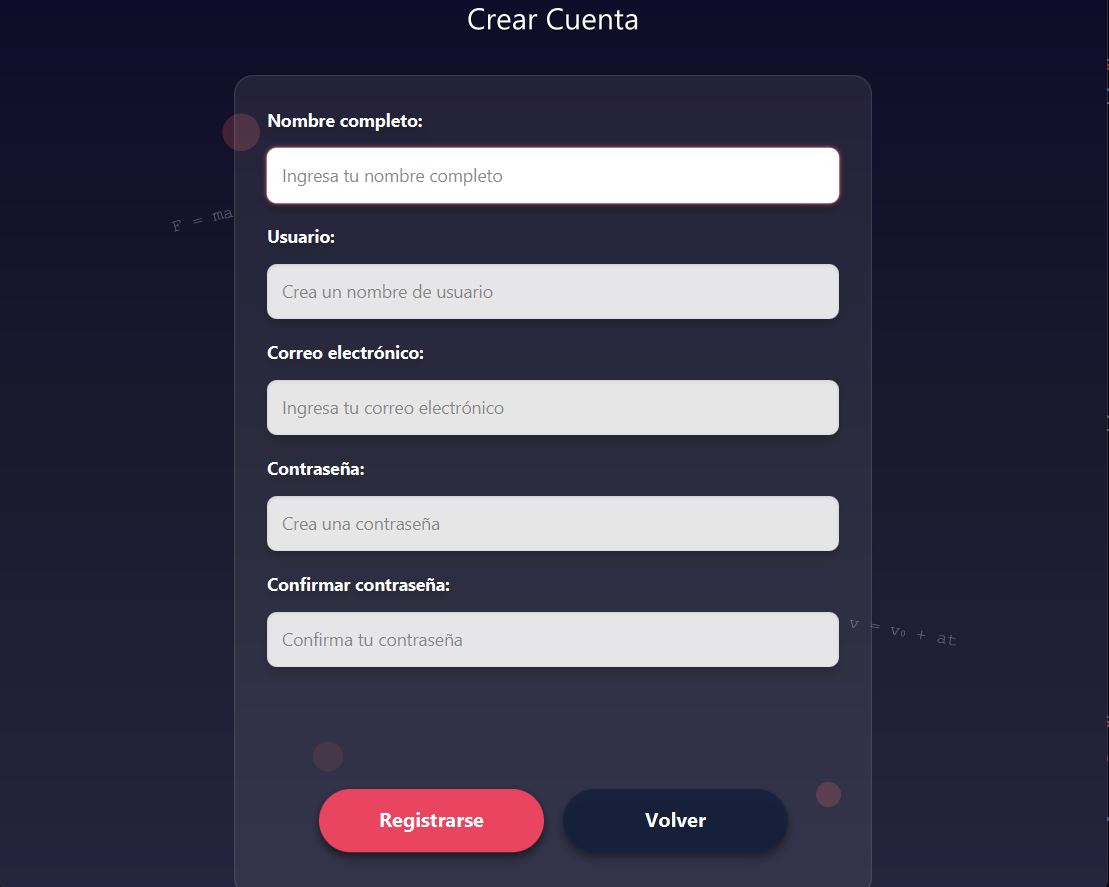 Crear Cuenta
Nombre completo:
Ingresa tu nombre completo
F = ma
Usuario:
Crea un nombre de usuario
Correo electrónico:
Ingresa tu correo electrónico
Contraseña:
Crea una contraseña
Confirmar contraseña:
Confirma tu contraseña
v = v₀ + at
Registrarse
Volver